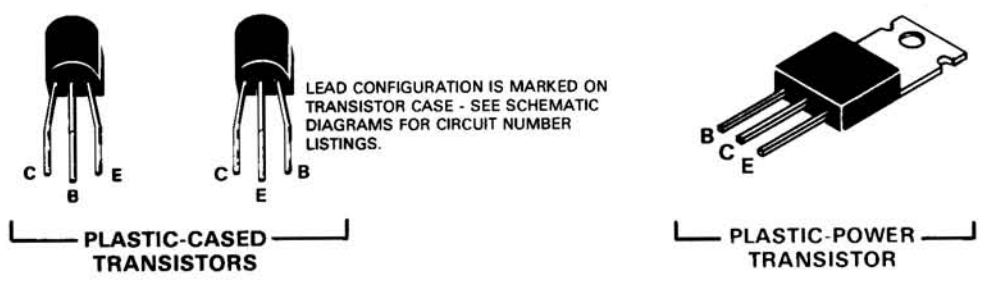 LEAD CONFIGURATION IS MARKED ON
TRANSISTOR CASE - SEE SCHEMATIC
DIAGRAMS FOR CIRCUIT NUMBER
LISTINGS.
C
B
E
C
E
B
B
C
E
PLASTIC-CASED
TRANSISTORS
PLASTIC-POWER
TRANSISTOR